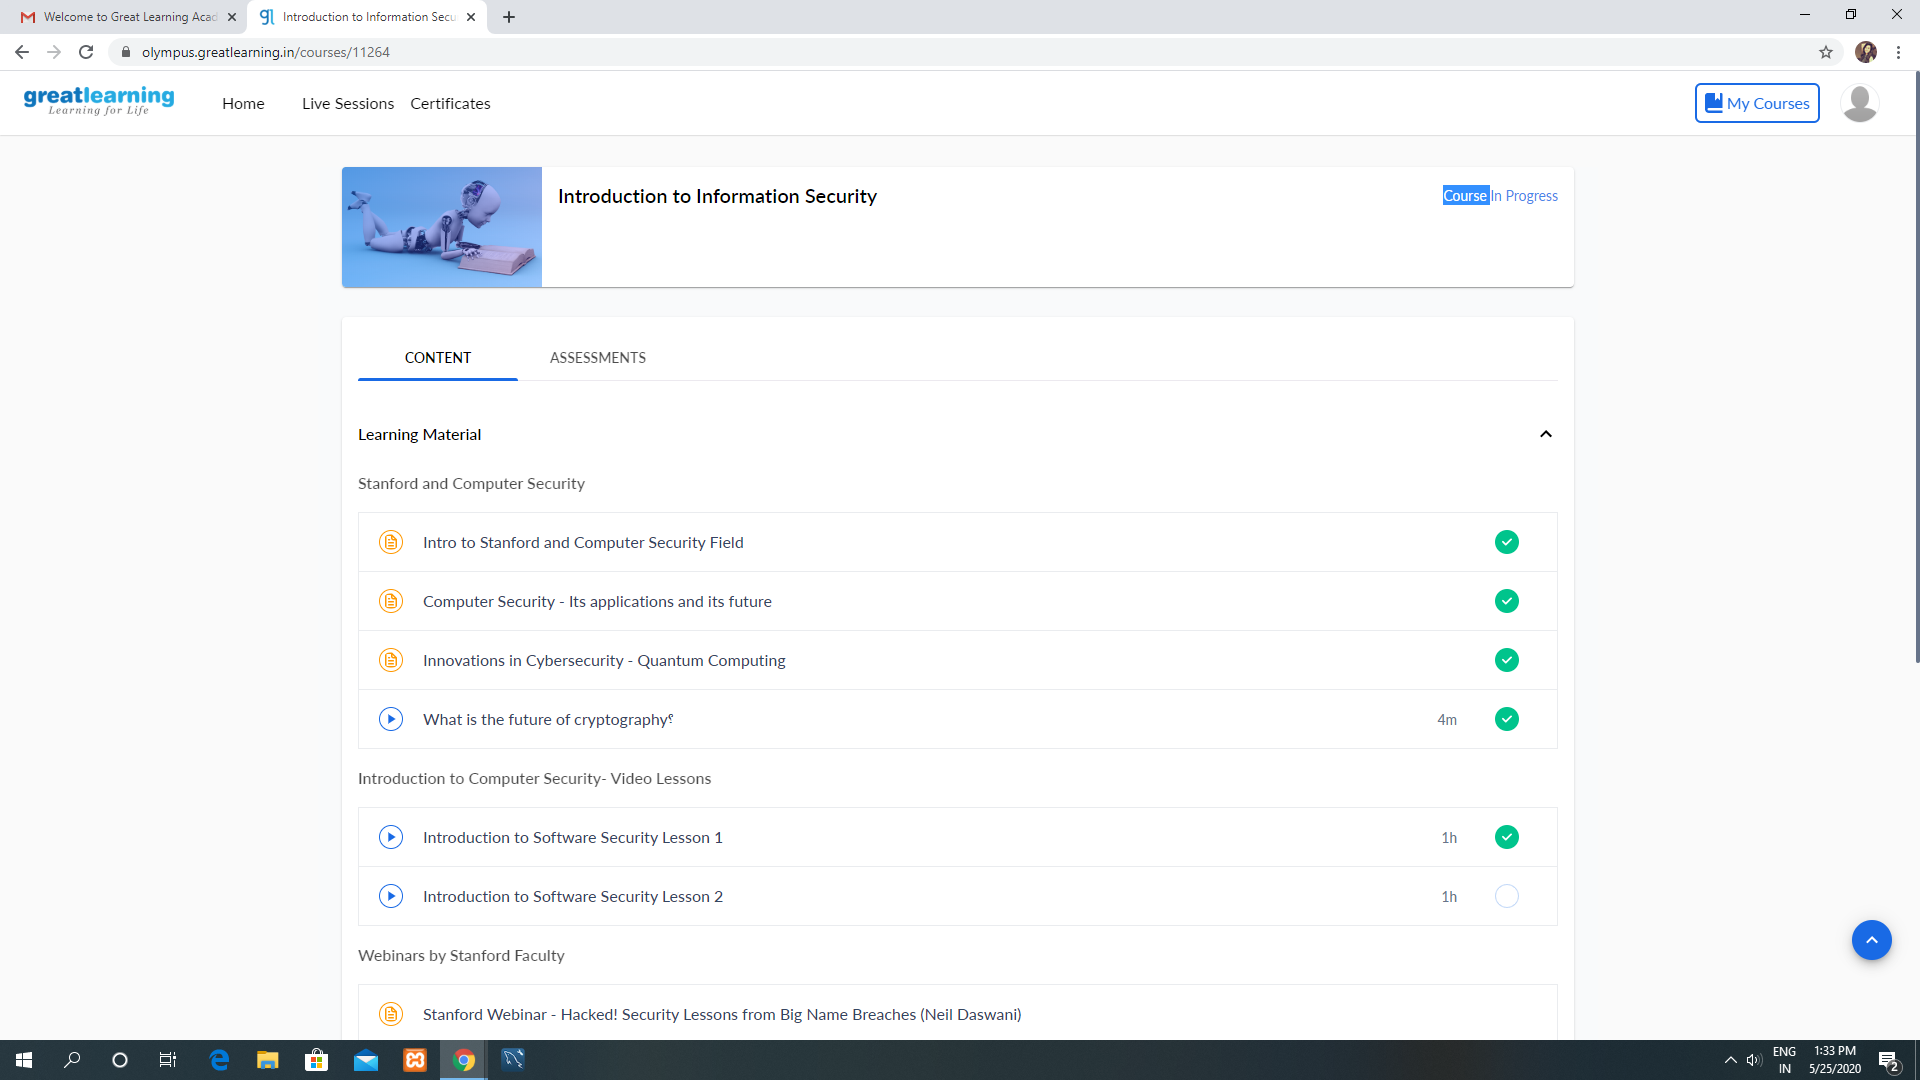 Welcome to Great Learning Acad
Introduction to Information Secu
olympus.greatlearning.in/courses/11264
greatlearning
Learning for Life
Home
Live Sessions
Certificates
My Courses
Introduction to Information Security
Course In Progress
CONTENT
ASSESSMENTS
Learning Material
Stanford and Computer Security
Intro to Stanford and Computer Security Field
Computer Security - Its applications and its future
Innovations in Cybersecurity - Quantum Computing
What is the future of cryptography؟
4m
Introduction to Computer Security- Video Lessons
Introduction to Software Security Lesson 1
1h
Introduction to Software Security Lesson 2
1h
Webinars by Stanford Faculty
Stanford Webinar - Hacked! Security Lessons from Big Name Breaches (Neil Daswani)
ENG
IN
1:33 PM
5/25/2020
2